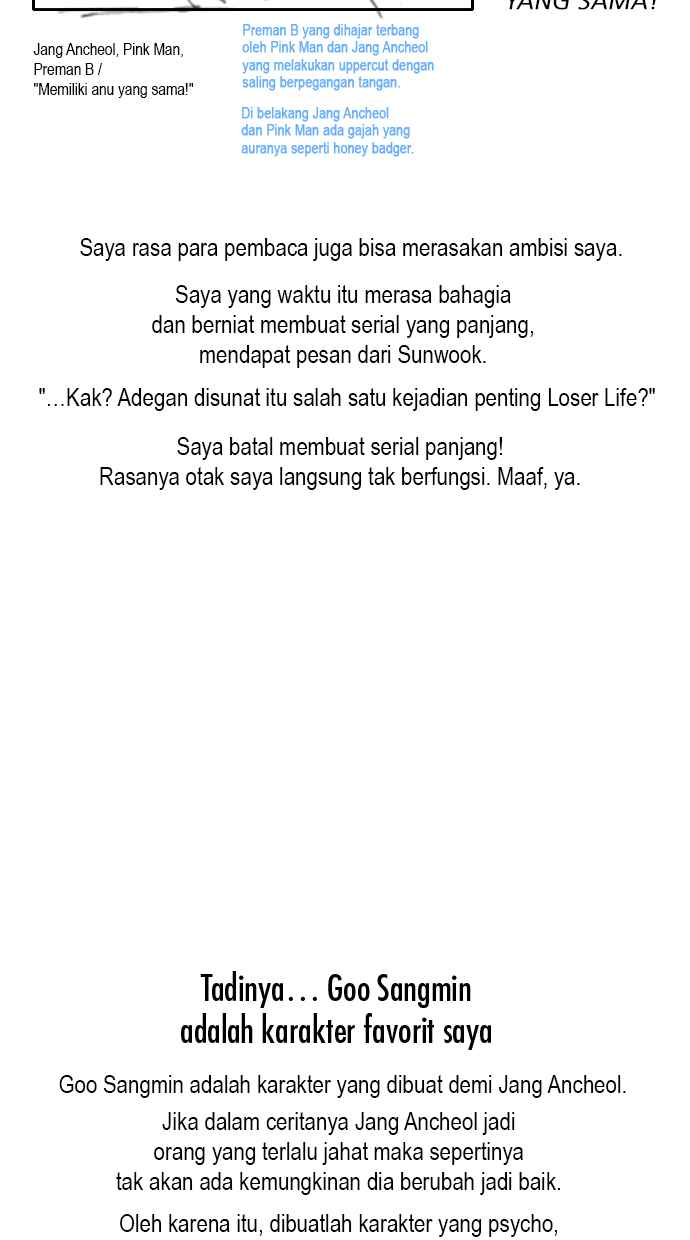 YANG SAMA!
Jang Ancheol, Pink Man,
Preman B /
"Memiliki anu yang sama!"
Preman B yang dihajar terbang
oleh Pink Man dan Jang Ancheol
yang melakukan uppercut dengan
saling berpegangan tangan.
Di belakang Jang Ancheol
dan Pink Man ada gajah yang
auranya seperti honey badger.
Saya rasa para pembaca juga bisa merasakan ambisi saya.
Saya yang waktu itu merasa bahagia
dan berniat membuat serial yang panjang,
mendapat pesan dari Sunwook.
"...Kak? Adegan disunat itu salah satu kejadian penting Loser Life?"
Saya batal membuat serial panjang!
Rasanya otak saya langsung tak berfungsi. Maaf, ya.
Tadinya... Goo Sangmin
adalah karakter favorit saya
Goo Sangmin adalah karakter yang dibuat demi Jang Ancheol.
Jika dalam ceritanya Jang Ancheol jadi
orang yang terlalu jahat maka sepertinya
tak akan ada kemungkinan dia berubah jadi baik.
Oleh karena itu, dibuatlah karakter yang psycho,